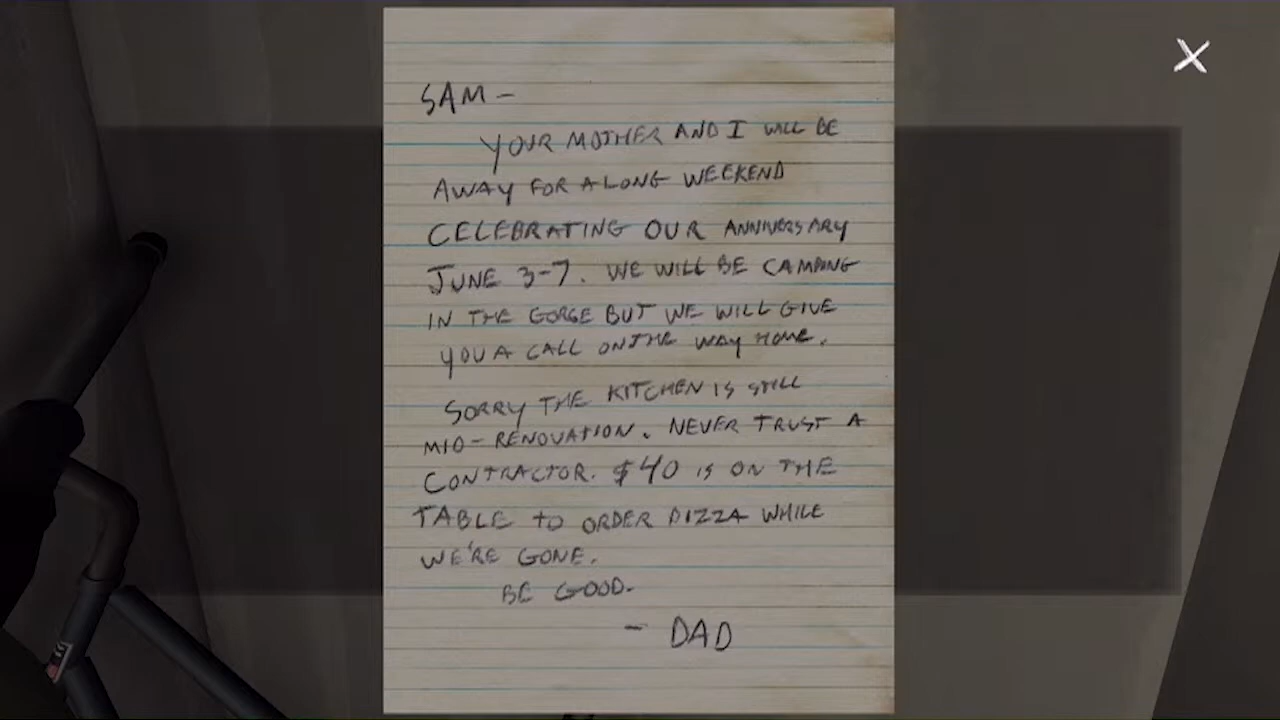 SAM -
YOUR MOTHER AND I WILL BE
AWAY FOR A LONG WEEKEND
CELEBRATING OUR ANNIVERSARY
JUNE 3-7. WE WILL BE CAMPING
IN THE GORGE BUT WE WILL GIVE
YOU A CALL ON THE WAY HOME.
SORRY THE KITCHEN IS STILL
MID-RENOVATION. NEVER TRUST A
CONTRACTOR. $40 IS ON THE
TABLE TO ORDER PIZZA WHILE
WE'RE GONE.
BE GOOD.
- DAD